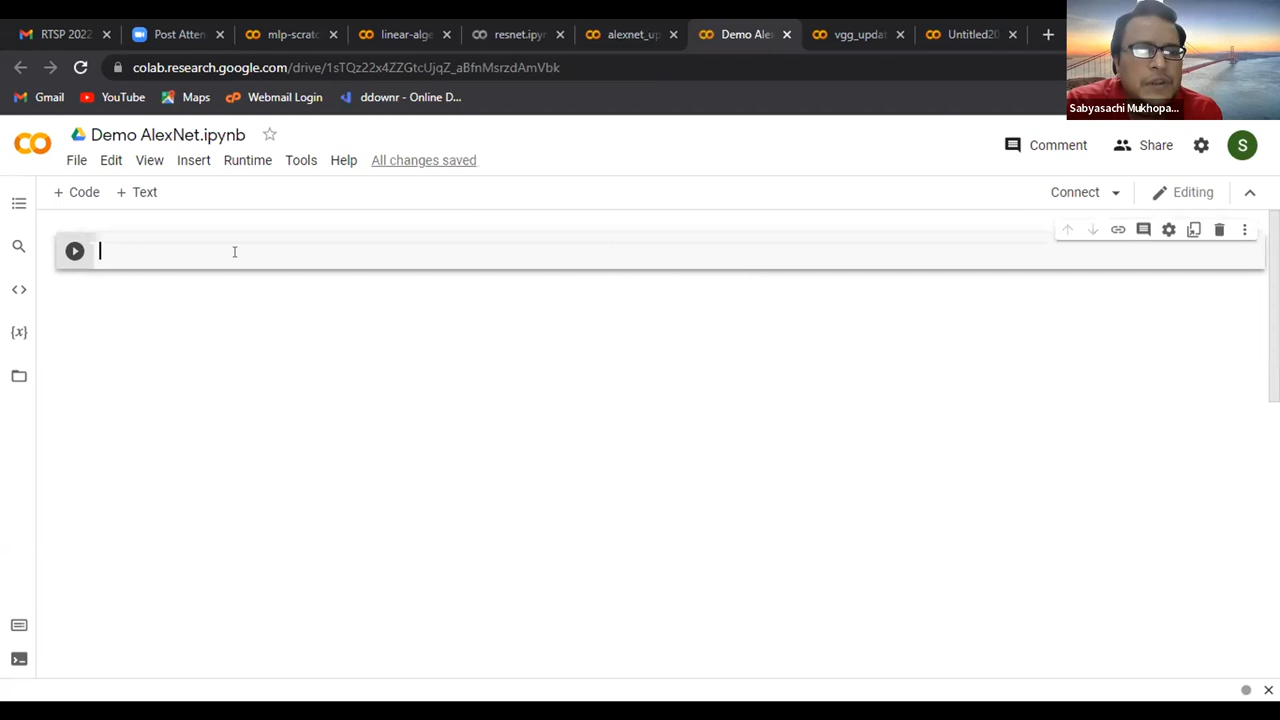 RTSP 2022
Post Atten
mlp-scratc
linear-alge
resnet.ipyr
alexnet_up
Demo Ale
vgg_updat
Untitled20
colab.research.google.com/drive/1sTQz22x4ZZGtcUjqZ_aBfnMsrzdAmVbk
Gmail
YouTube
Maps
Webmail Login
ddownr - Online D...
Sabyasachi Mukhopa...
Demo AlexNet.ipynb
Comment
Share
S
File
Edit
View
Insert
Runtime
Tools
Help
All changes saved
+ Code
+ Text
Connect
Editing
{x}